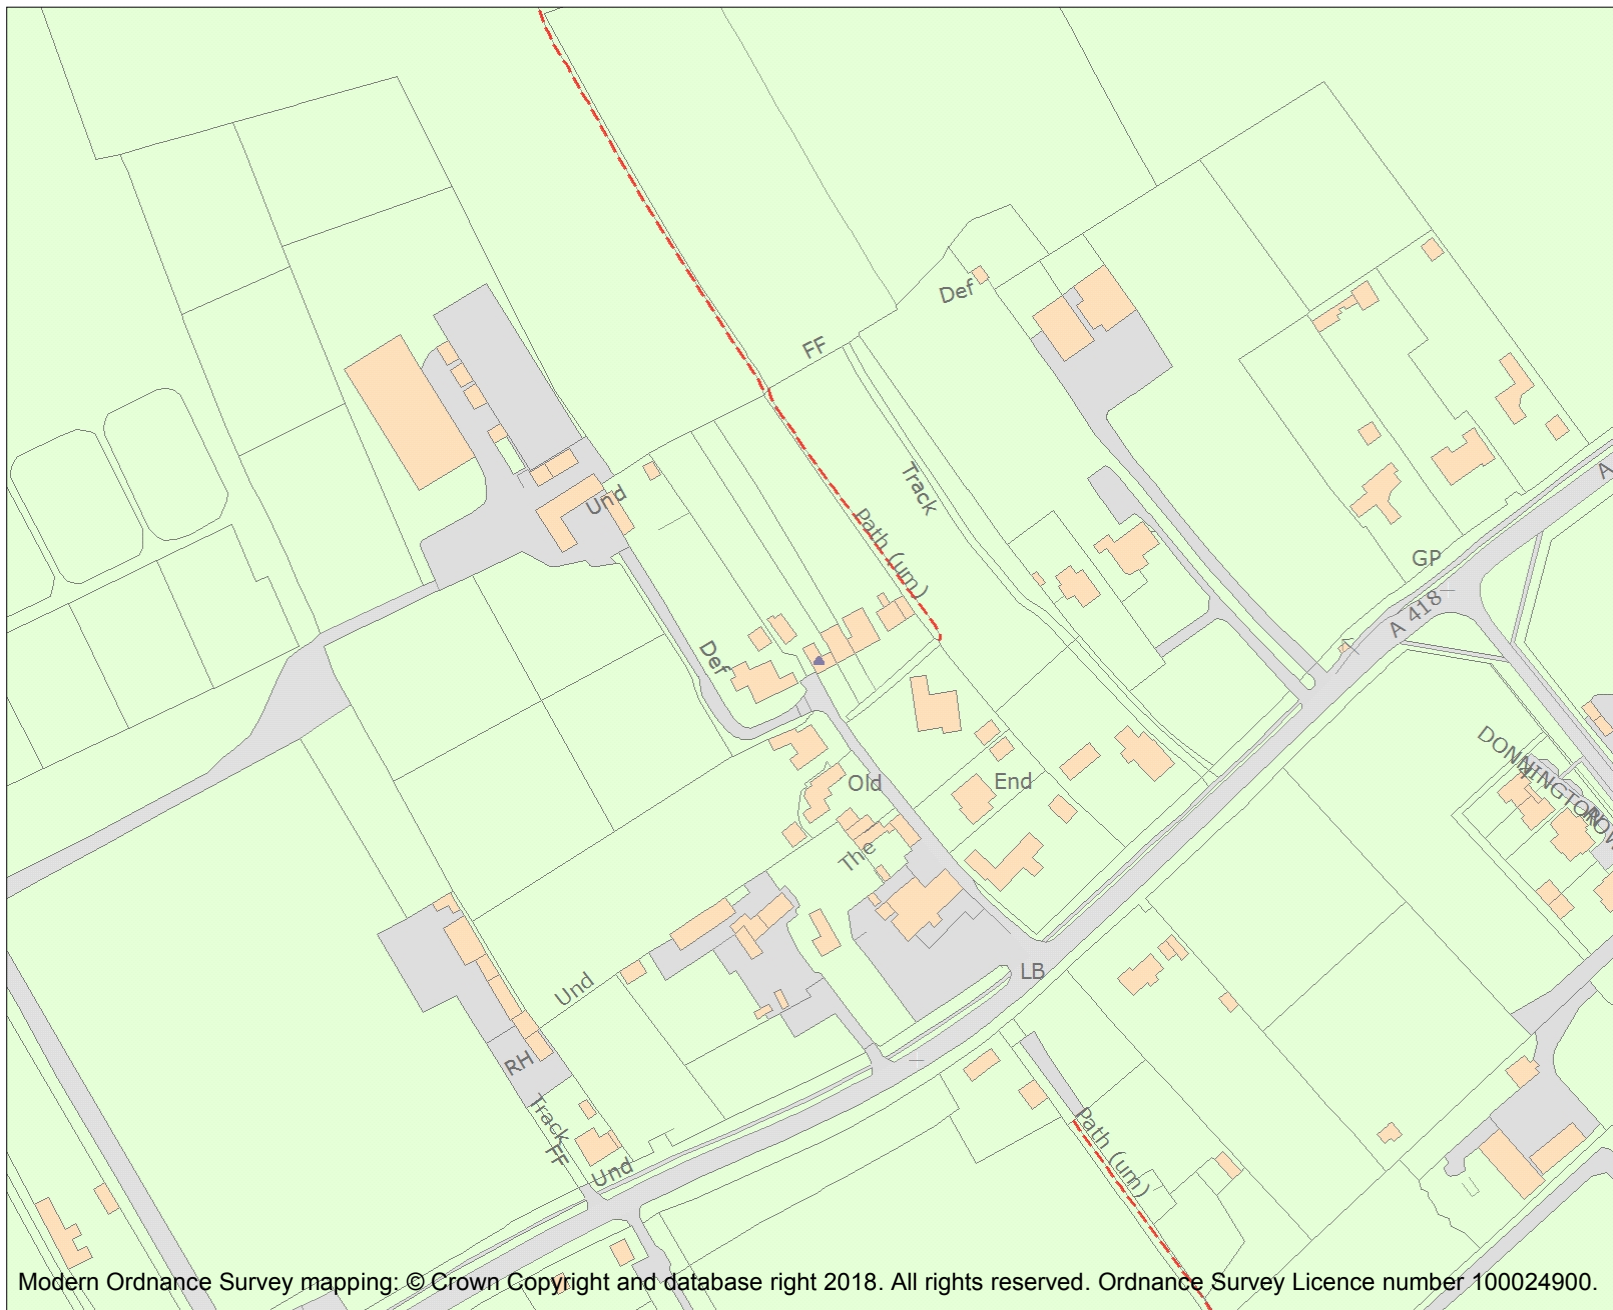 Def
FF
Track
Und
Path (um)
GP
A
A 418
Def
DONNINGTON
Old
End
The
LB
Und
RH
Track
FF
Und
Path (um)
Modern Ordnance Survey mapping: © Crown Copyright and database right 2018. All rights reserved. Ordnance Survey Licence number 100024900.